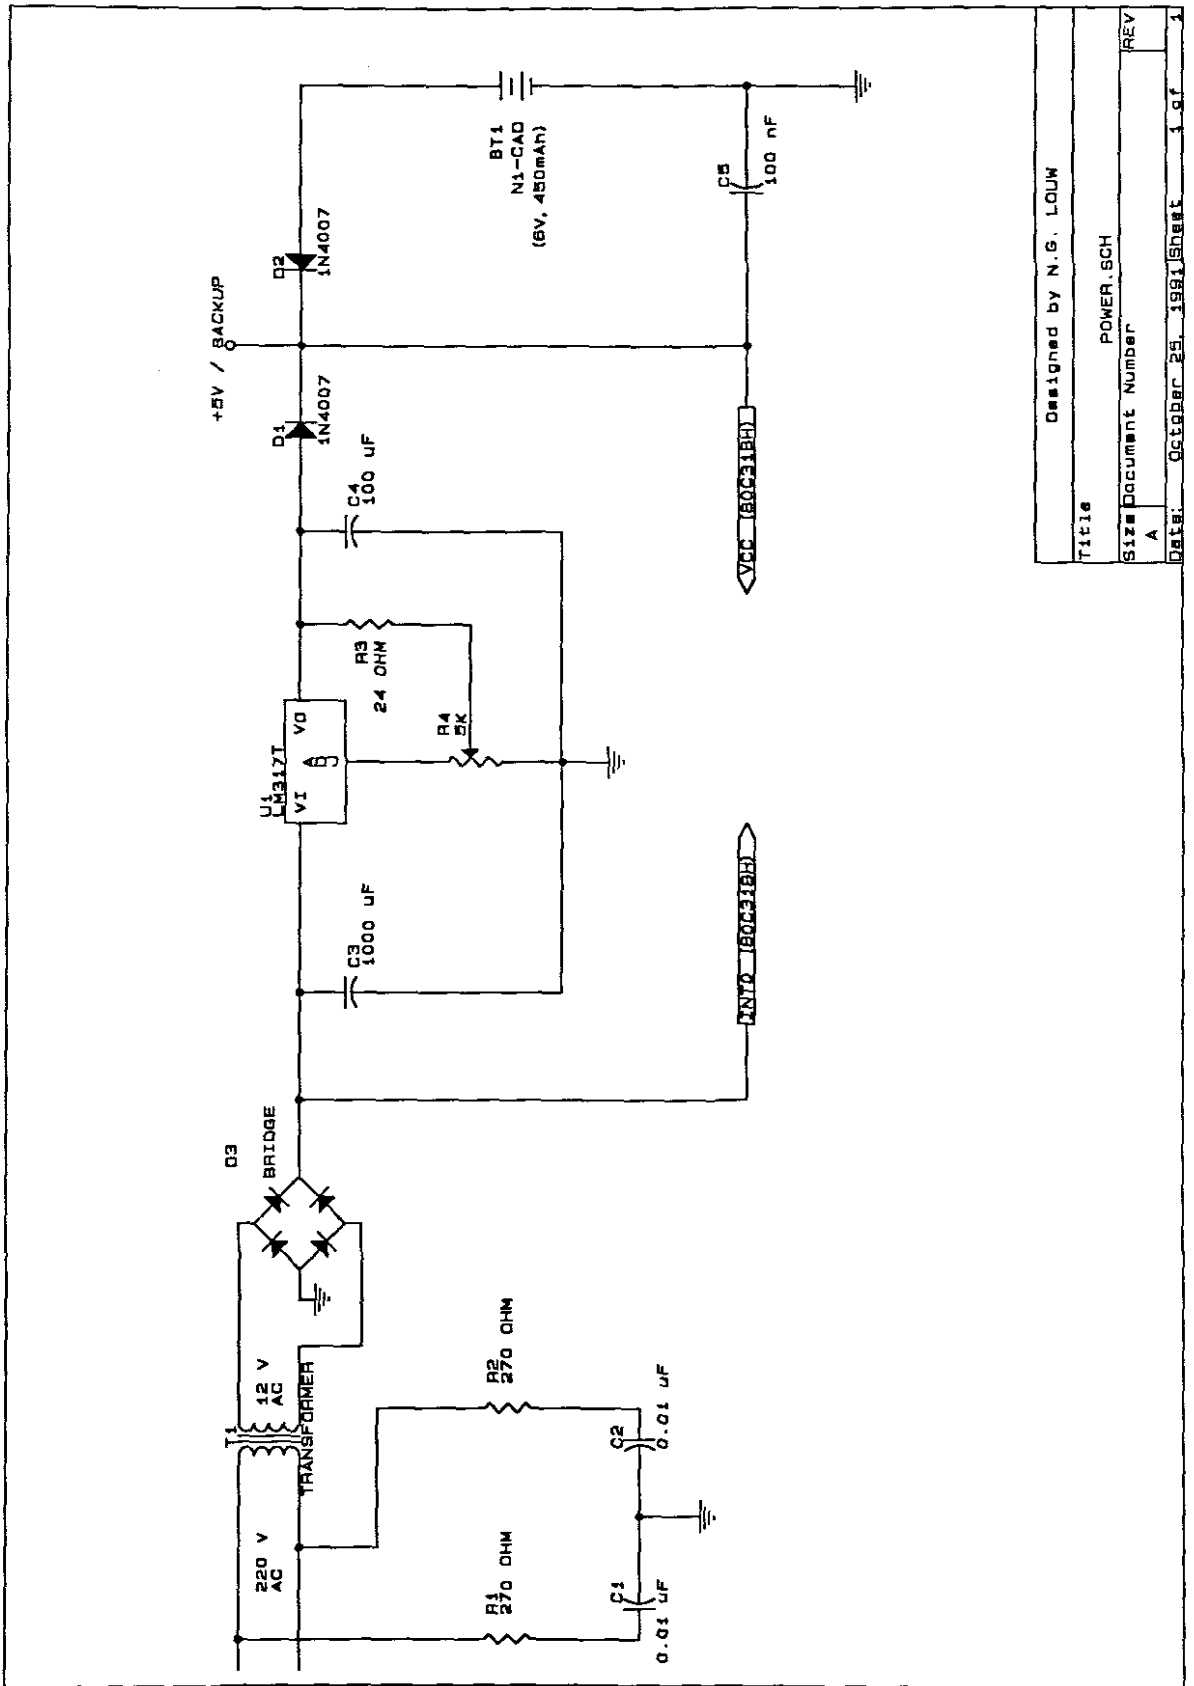 220 V
AC
T1
12 V
AC
TRANSFORMER
D3
BRIDGE
R1
270 OHM
R2
270 OHM
C1
0.01 uF
C2
0.01 uF
C3
1000 uF
U1
LM317T
VI
ADJ
VO
R3
24 OHM
R4
5K
C4
100 uF
D1
1N4007
+5V / BACKUP
D2
1N4007
BT1
Ni-CAD
(6V, 450mAh)
C5
100 nF
INT0 (80C31BH)
VCC (80C31BH)
Designed by N.G. LOUW
Title
POWER.SCH
Size Document Number
REV
A
Date: October 25, 1991 Sheet 1 of 1